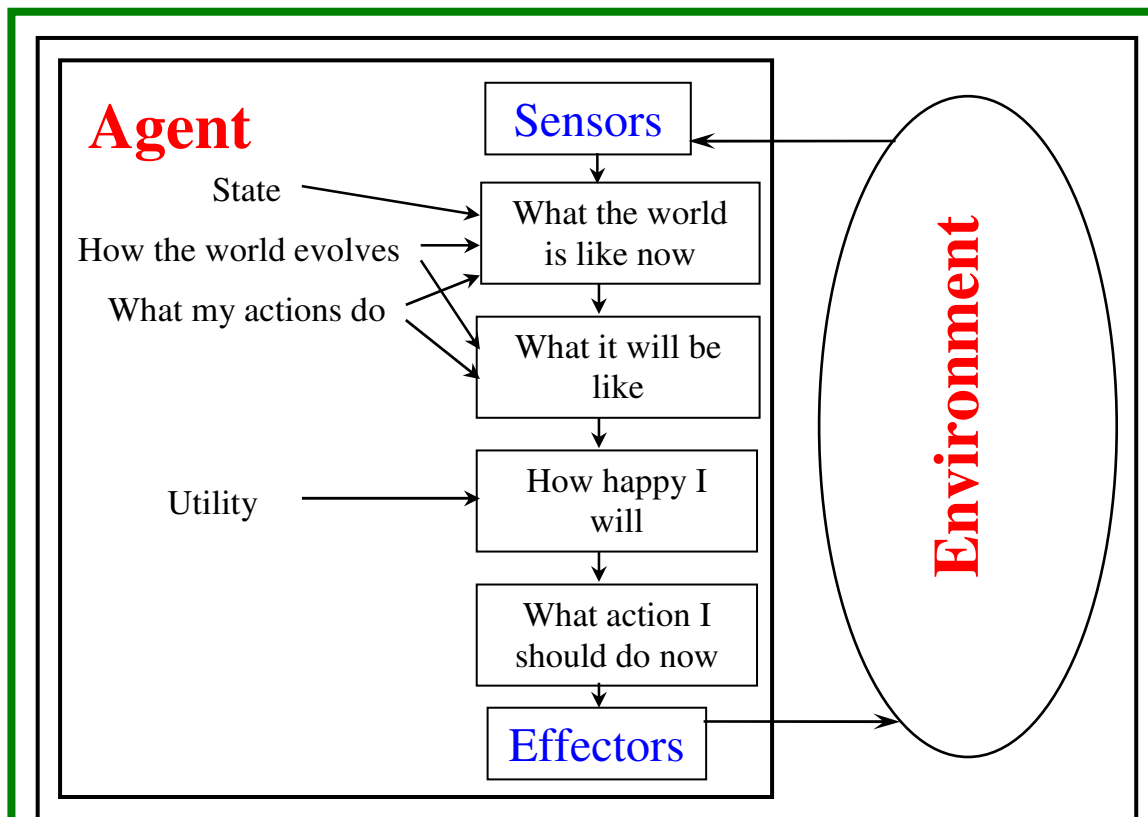 Agent
Sensors
State
What the world
is like now
How the world evolves
What my actions do
What it will be
like
Utility
How happy I
will
What action I
should do now
Effectors
Environment